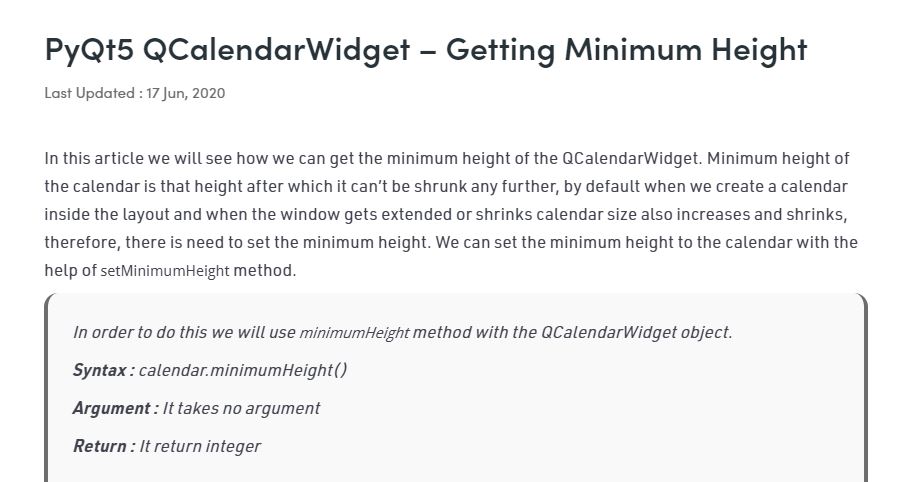 PyQt5 QCalendarWidget – Getting Minimum Height
Last Updated : 17 Jun, 2020
In this article we will see how we can get the minimum height of the QCalendarWidget. Minimum height of
the calendar is that height after which it can’t be shrunk any further, by default when we create a calendar
inside the layout and when the window gets extended or shrinks calendar size also increases and shrinks,
therefore, there is need to set the minimum height. We can set the minimum height to the calendar with the
help of setMinimumHeight method.
In order to do this we will use minimumHeight method with the QCalendarWidget object.
Syntax : calendar.minimumHeight()
Argument : It takes no argument
Return : It return integer